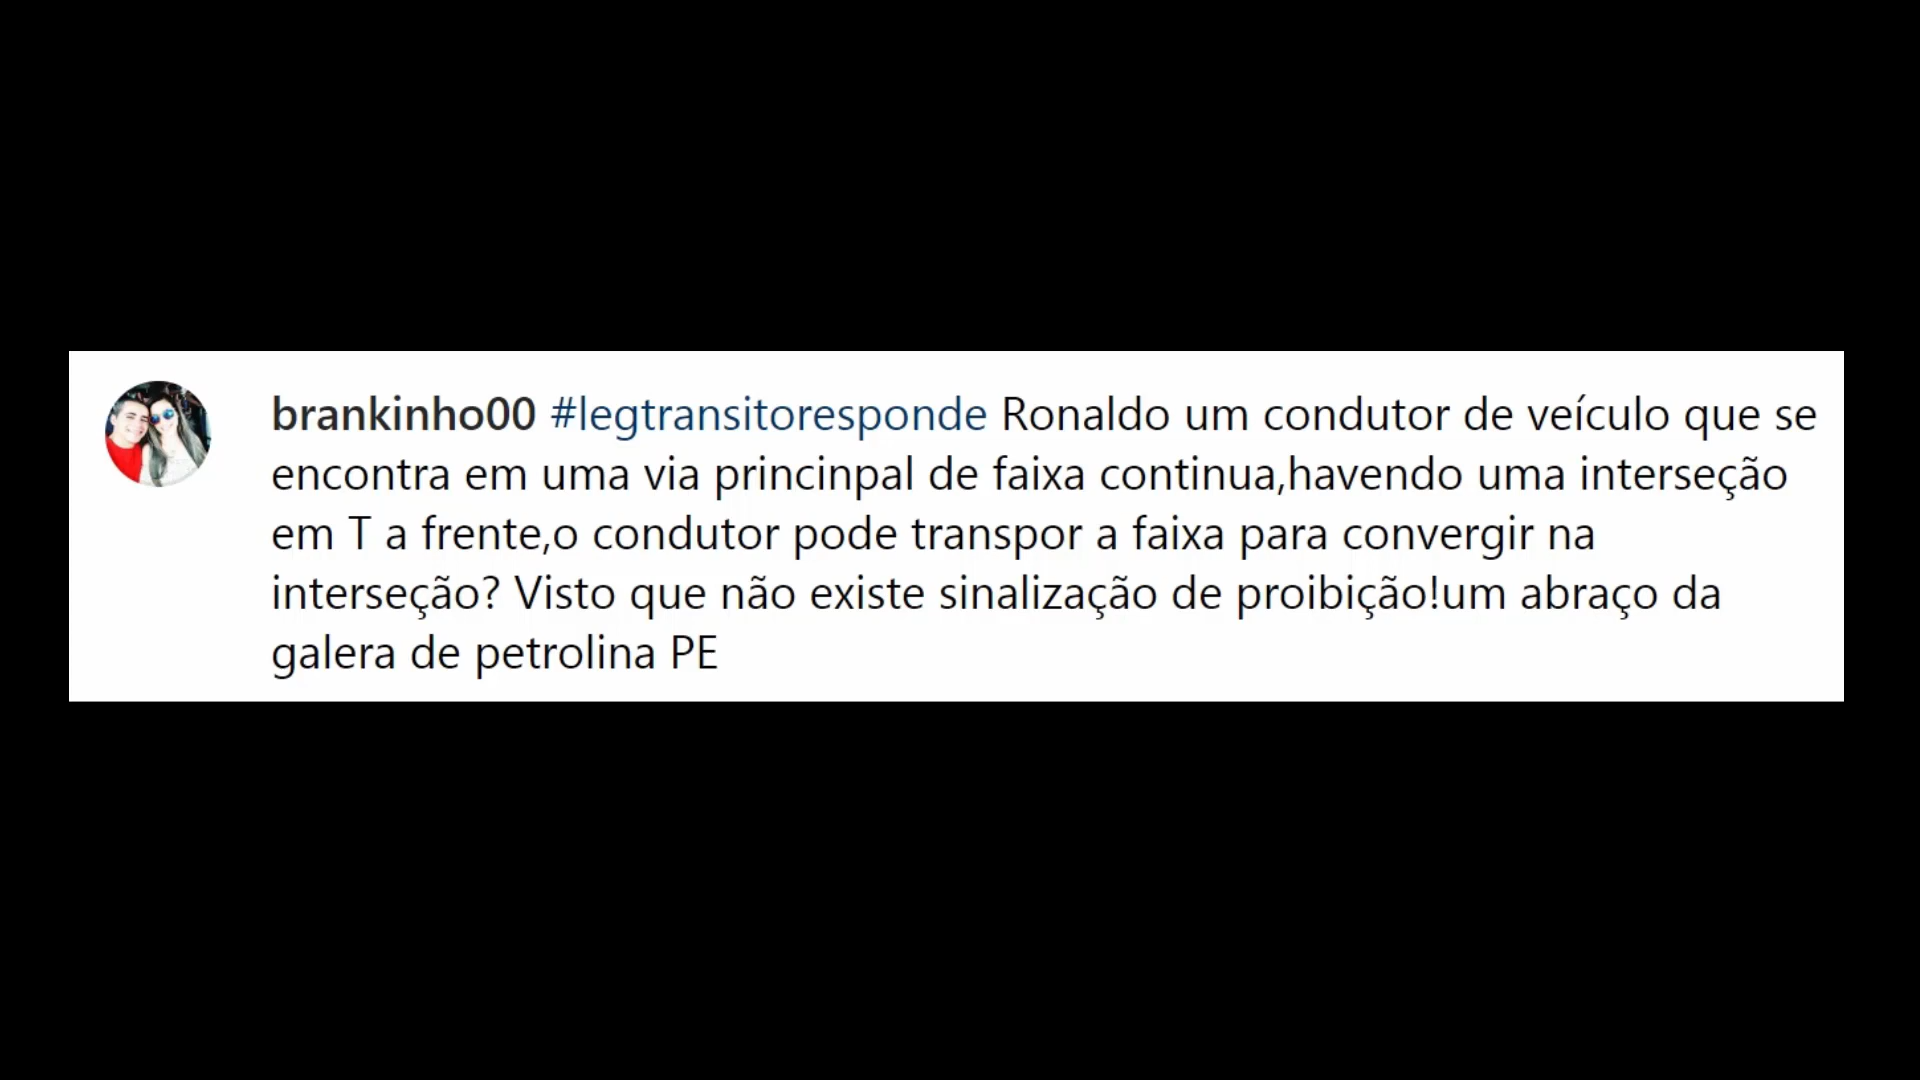 brankinho00 #legtransitoresponde Ronaldo um condutor de veículo que se
encontra em uma via princinpal de faixa continua,havendo uma interseção
em T a frente,o condutor pode transpor a faixa para convergir na
interseção? Visto que não existe sinalização de proibição!um abraço da
galera de petrolina PE